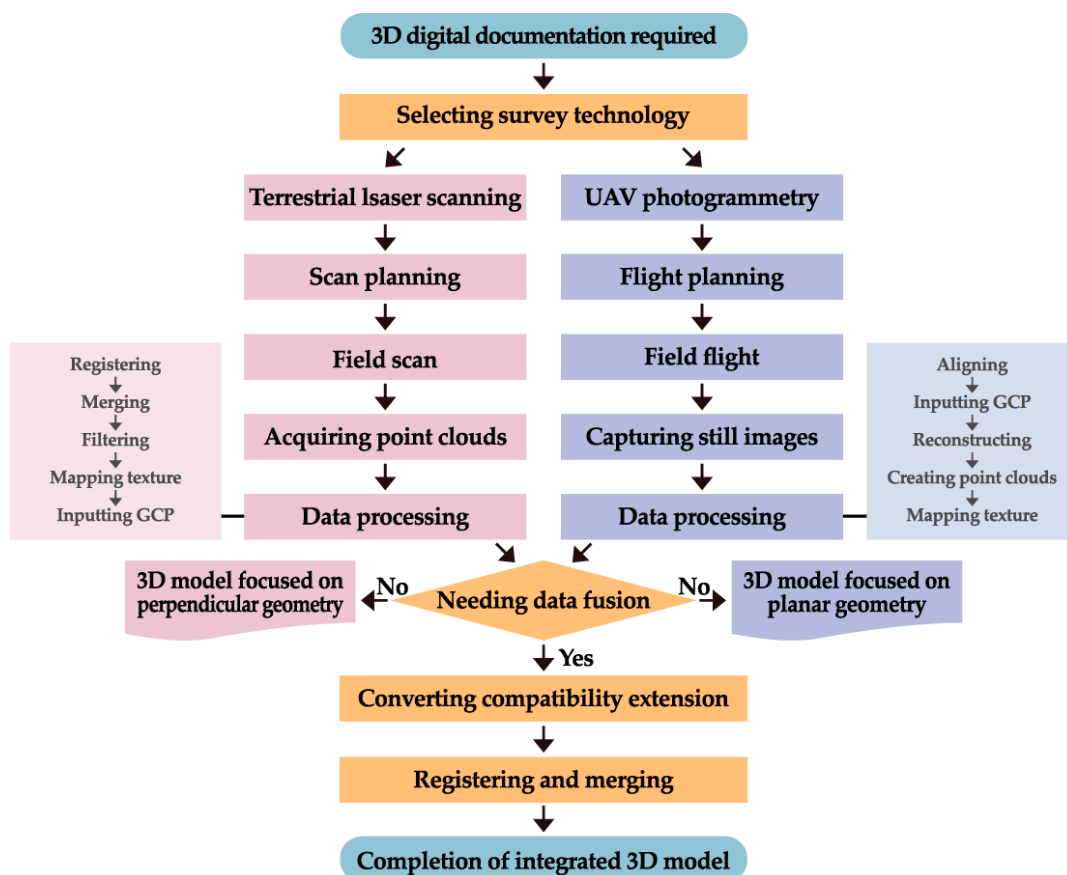 3D digital documentation required
Selecting survey technology
Terrestrial lsaser scanning
UAV photogrammetry
Scan planning
Flight planning
Field scan
Field flight
Registering
Merging
Filtering
Mapping texture
Inputting GCP
Aligning
Inputting GCP
Reconstructing
Creating point clouds
Mapping texture
Acquiring point clouds
Capturing still images
Data processing
Data processing
3D model focused on
perpendicular geometry
No
Needing data fusion
No
3D model focused on
planar geometry
Yes
Converting compatibility extension
Registering and merging
Completion of integrated 3D model